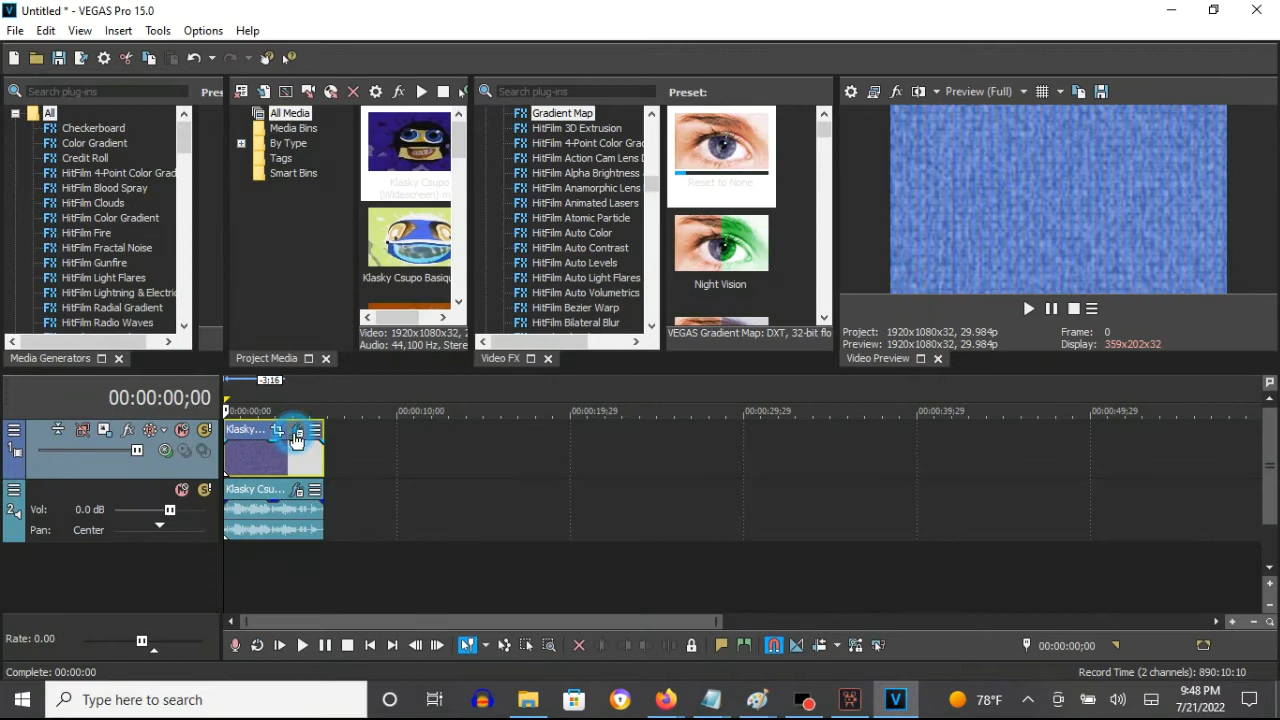 Untitled * - VEGAS Pro 15.0
File Edit View Insert Tools Options Help
Search plug-ins
Pres
All
Checkerboard
Color Gradient
Credit Roll
HitFilm 4-Point Color Grad
HitFilm Blood Spray
HitFilm Clouds
HitFilm Color Gradient
HitFilm Fire
HitFilm Fractal Noise
HitFilm Gunfire
HitFilm Light Flares
HitFilm Lightning & Electric
HitFilm Radial Gradient
HitFilm Radio Waves
Media Generators
All Media
Media Bins
By Type
Tags
Smart Bins
Klasky Csupo
(Widescreen) m
Klasky Csupo Basiqu
Video: 1920x1080x32, 2
Audio: 44,100 Hz, Stere
Project Media
Search plug-ins
Preset:
Gradient Map
HitFilm 3D Extrusion
HitFilm 4-Point Color Grad
HitFilm Action Cam Lens D
HitFilm Alpha Brightness
HitFilm Anamorphic Lens
HitFilm Animated Lasers
HitFilm Atomic Particle
HitFilm Auto Color
HitFilm Auto Contrast
HitFilm Auto Levels
HitFilm Auto Light Flares
HitFilm Auto Volumetrics
HitFilm Bezier Warp
HitFilm Bilateral Blur
Reset to None
Night Vision
VEGAS Gradient Map: DXT, 32-bit flo
Video FX
Preview (Full)
Project: 1920x1080x32, 29.984p
Preview: 1920x1080x32, 29.984p
Frame: 0
Display: 359x202x32
Video Preview
00:00:00;00
-3;16
00:00:00;00 00:00:10;00 00:00:19;29 00:00:29;29 00:00:39;29 00:00:49;29
1
Klasky...
2
Vol: 0.0 dB
Pan: Center
Klasky Csu...
Rate: 0.00
00:00:00;00
Complete: 00:00:00
Record Time (2 channels): 890:10:10
Type here to search
78°F
9:48 PM
7/21/2022